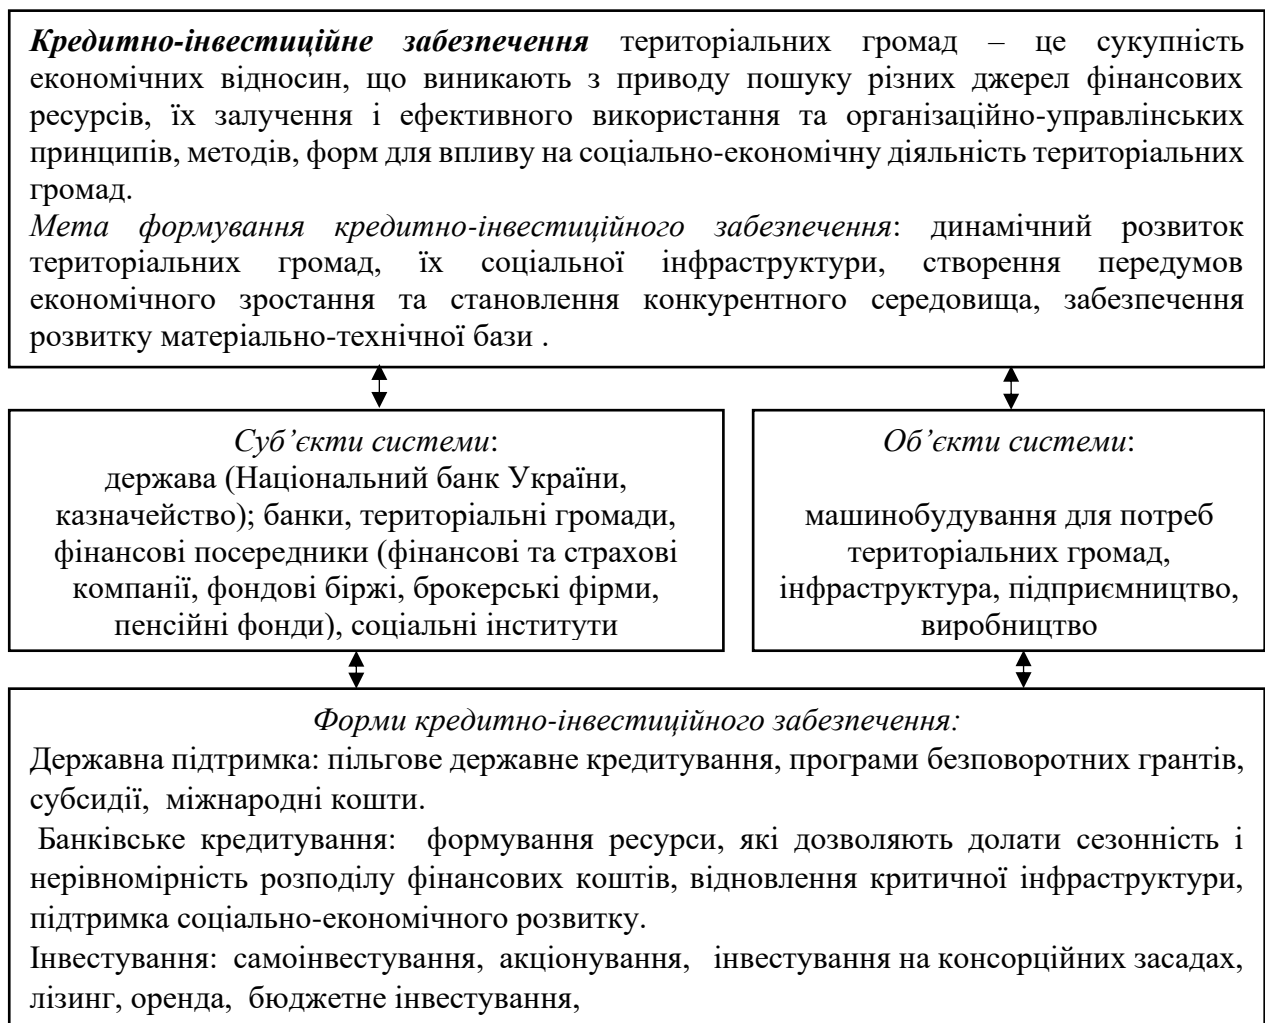 Кредитно-інвестиційне забезпечення територіальних громад – це сукупність
економічних відносин, що виникають з приводу пошуку різних джерел фінансових
ресурсів, їх залучення і ефективного використання та організаційно-управлінських
принципів, методів, форм для впливу на соціально-економічну діяльність територіальних
громад.
Мета формування кредитно-інвестиційного забезпечення: динамічний розвиток
територіальних громад, їх соціальної інфраструктури, створення передумов
економічного зростання та становлення конкурентного середовища, забезпечення
розвитку матеріально-технічної бази .
Суб’єкти системи:
держава (Національний банк України,
казначейство); банки, територіальні громади,
фінансові посередники (фінансові та страхові
компанії, фондові біржі, брокерські фірми,
пенсійні фонди), соціальні інститути
Об’єкти системи:
машинобудування для потреб
територіальних громад,
інфраструктура, підприємництво,
виробництво
Форми кредитно-інвестиційного забезпечення:
Державна підтримка: пільгове державне кредитування, програми безповоротних грантів,
субсидії, міжнародні кошти.
Банківське кредитування: формування ресурси, які дозволяють долати сезонність і
нерівномірність розподілу фінансових коштів, відновлення критичної інфраструктури,
підтримка соціально-економічного розвитку.
Інвестування: самоінвестування, акціонування, інвестування на консорційних засадах,
лізинг, оренда, бюджетне інвестування,